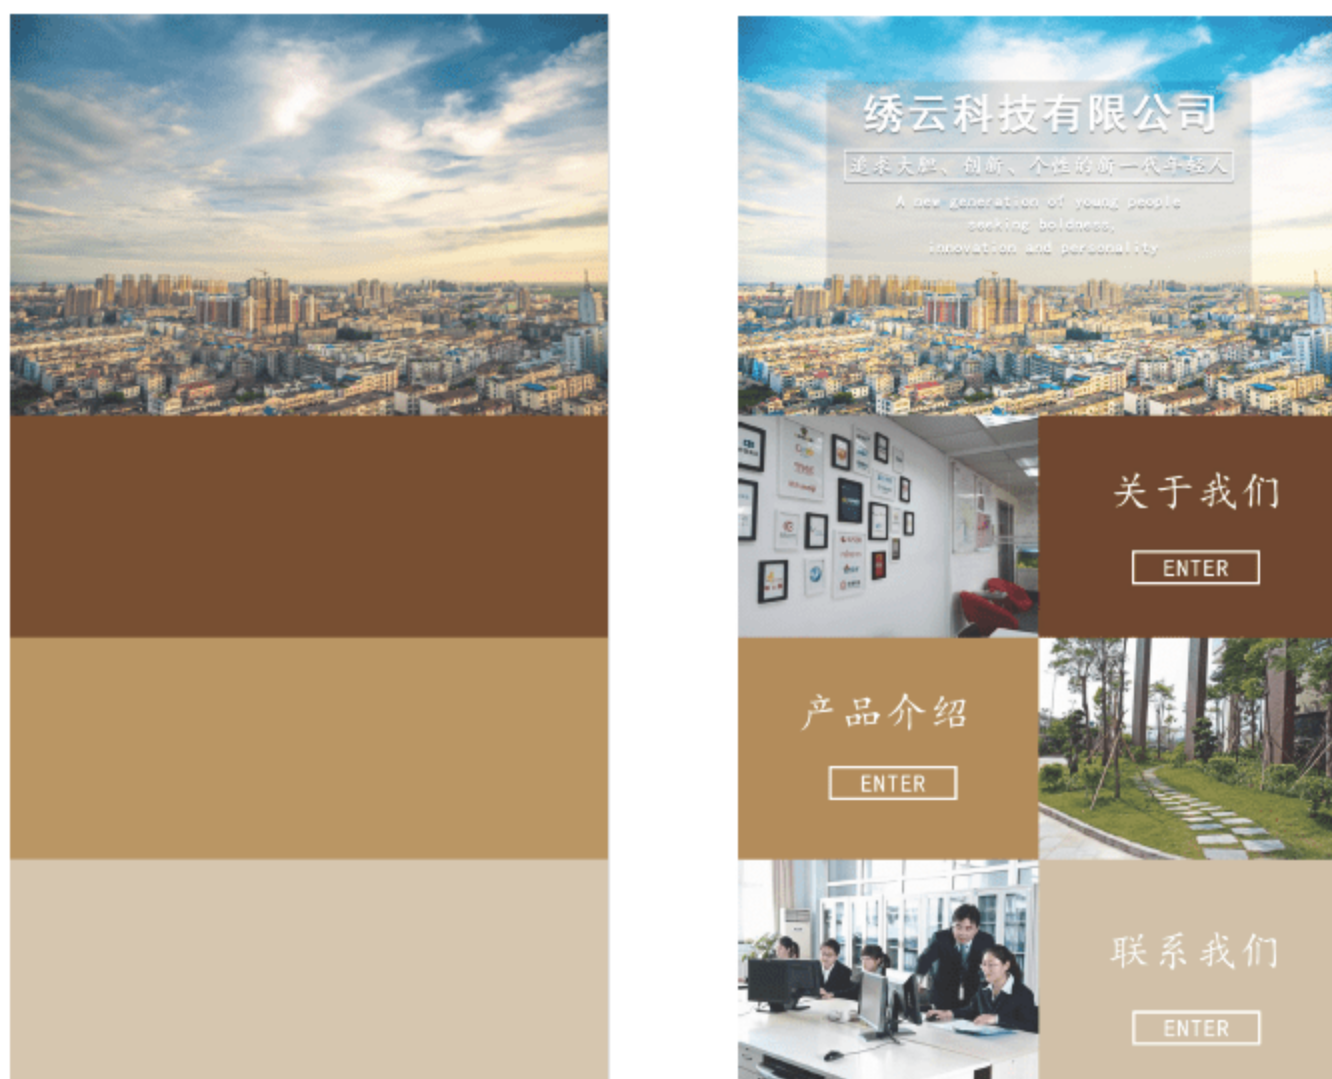 绣云科技有限公司
追求大胆、创新、个性的新一代年轻人
A new generation of young people
seeking boldness,
innovation and personality
关于我们
ENTER
产品介绍
ENTER
联系我们
ENTER